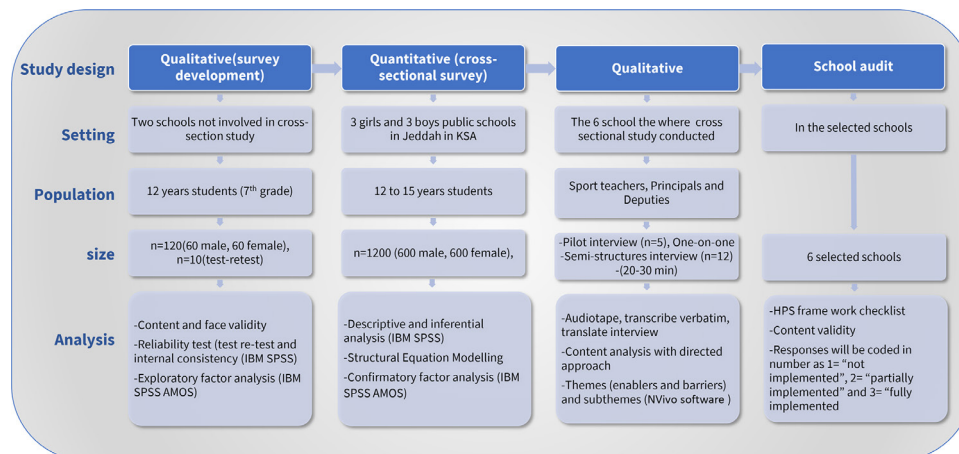 Study design
Qualitative(survey
development)
Quantitative (cross-
sectional survey)
Qualitative
School audit
Setting
Two schools not involved in cross-
section study
3 girls and 3 boys public schools
in Jeddah in KSA
The 6 school the where cross
sectional study conducted
In the selected schools
Population
12 years students (7th grade)
12 to 15 years students
Sport teachers, Principals and
Deputies
size
n=120(60 male, 60 female),
n=10(test-retest)
n=1200 (600 male, 600 female),
-Pilot interview (n=5), One-on-one
-Semi-structures interview (n=12)
-(20-30 min)
6 selected schools
Analysis
-Content and face validity
-Reliability test (test re-test and
internal consistency (IBM SPSS)
-Exploratory factor analysis (IBM
SPSS AMOS)
-Descriptive and inferential
analysis (IBM SPSS)
-Structural Equation Modelling
-Confirmatory factor analysis (IBM
SPSS AMOS)
-Audiotape, transcribe verbatim,
translate interview
-Content analysis with directed
approach
-Themes (enablers and barriers)
and subthemes (NVivo software )
-HPS frame work checklist
-Content validity
-Responses will be coded in
number as 1= “not
implemented”, 2= “partially
implemented” and 3= “fully
implemented